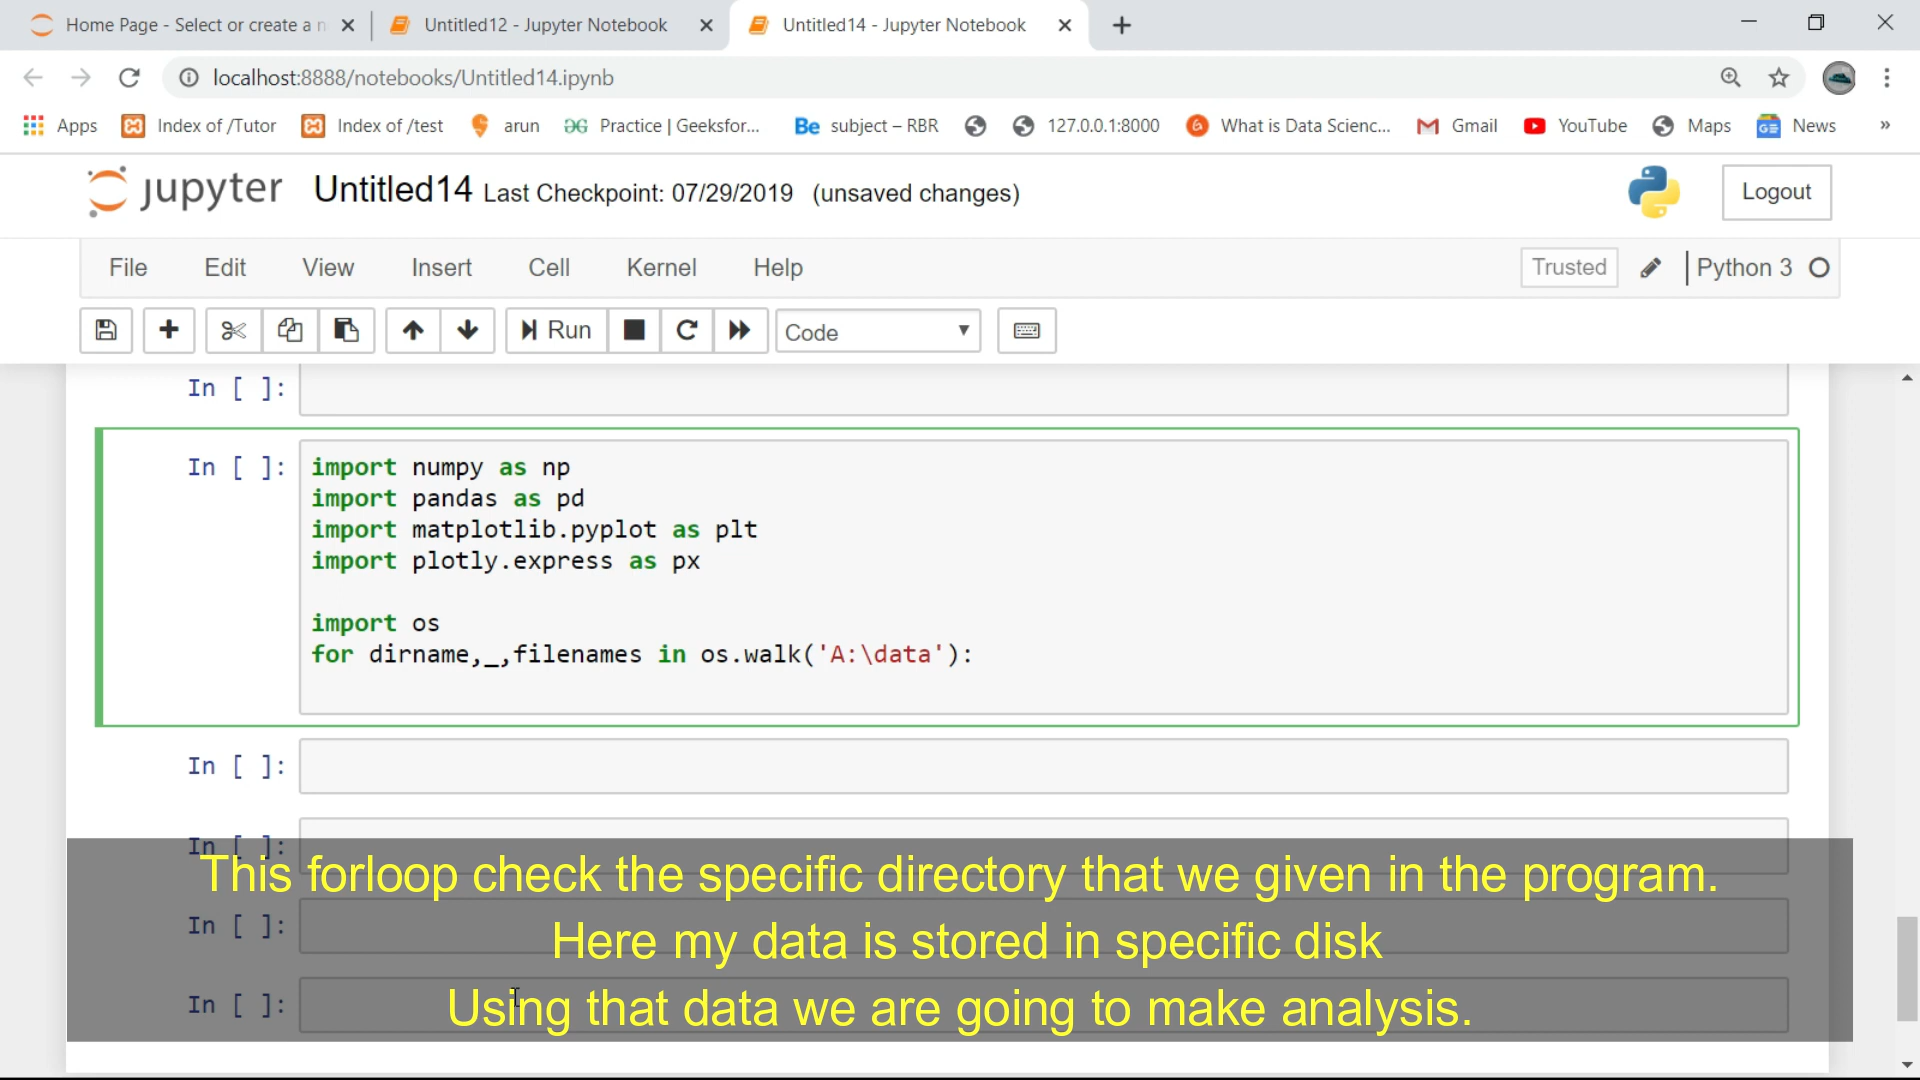 Home Page - Select or create a n
Untitled12 - Jupyter Notebook
Untitled14 - Jupyter Notebook
localhost:8888/notebooks/Untitled14.ipynb
Apps
Index of /Tutor
Index of /test
arun
Practice | Geeksfor...
Be subject – RBR
127.0.0.1:8000
What is Data Scienc...
Gmail
YouTube
Maps
GE News
»
jupyter Untitled14 Last Checkpoint: 07/29/2019 (unsaved changes)
Logout
File Edit View Insert Cell Kernel Help
Trusted
Python 3
Run
Code
In [ ]:
In [ ]:
import numpy as np
import pandas as pd
import matplotlib.pyplot as plt
import plotly.express as px
import os
for dirname,_,filenames in os.walk('A:\data'):
In [ ]:
In [ ]:
This forloop check the specific directory that we given in the program.
In [ ]:
Here my data is stored in specific disk
In [ ]:
Using that data we are going to make analysis.